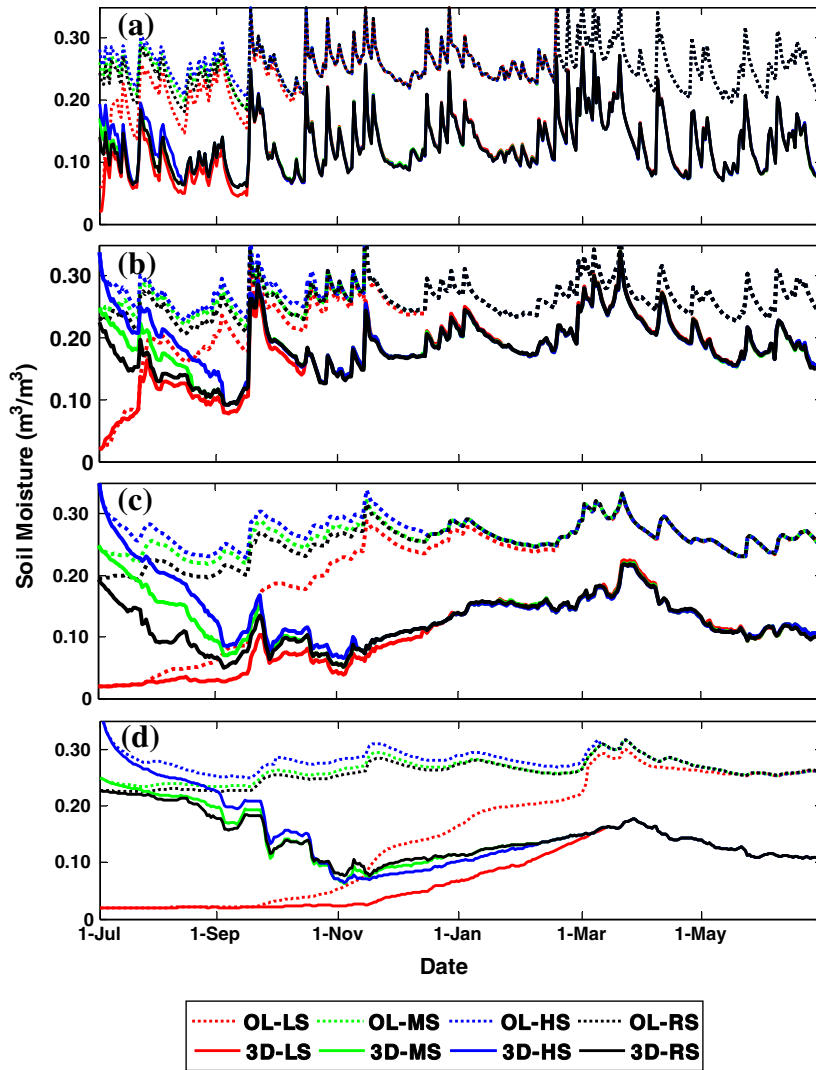 (a)
0.30
0.20
0.10
0
(b)
0.30
0.20
0.10
0
Soil Moisture (m³/m³)
(c)
0.30
0.20
0.10
0
(d)
0.30
0.20
0.10
0
1-Jul 1-Sep 1-Nov 1-Jan 1-Mar 1-May
Date
OL-LS OL-MS OL-HS OL-RS
3D-LS 3D-MS 3D-HS 3D-RS